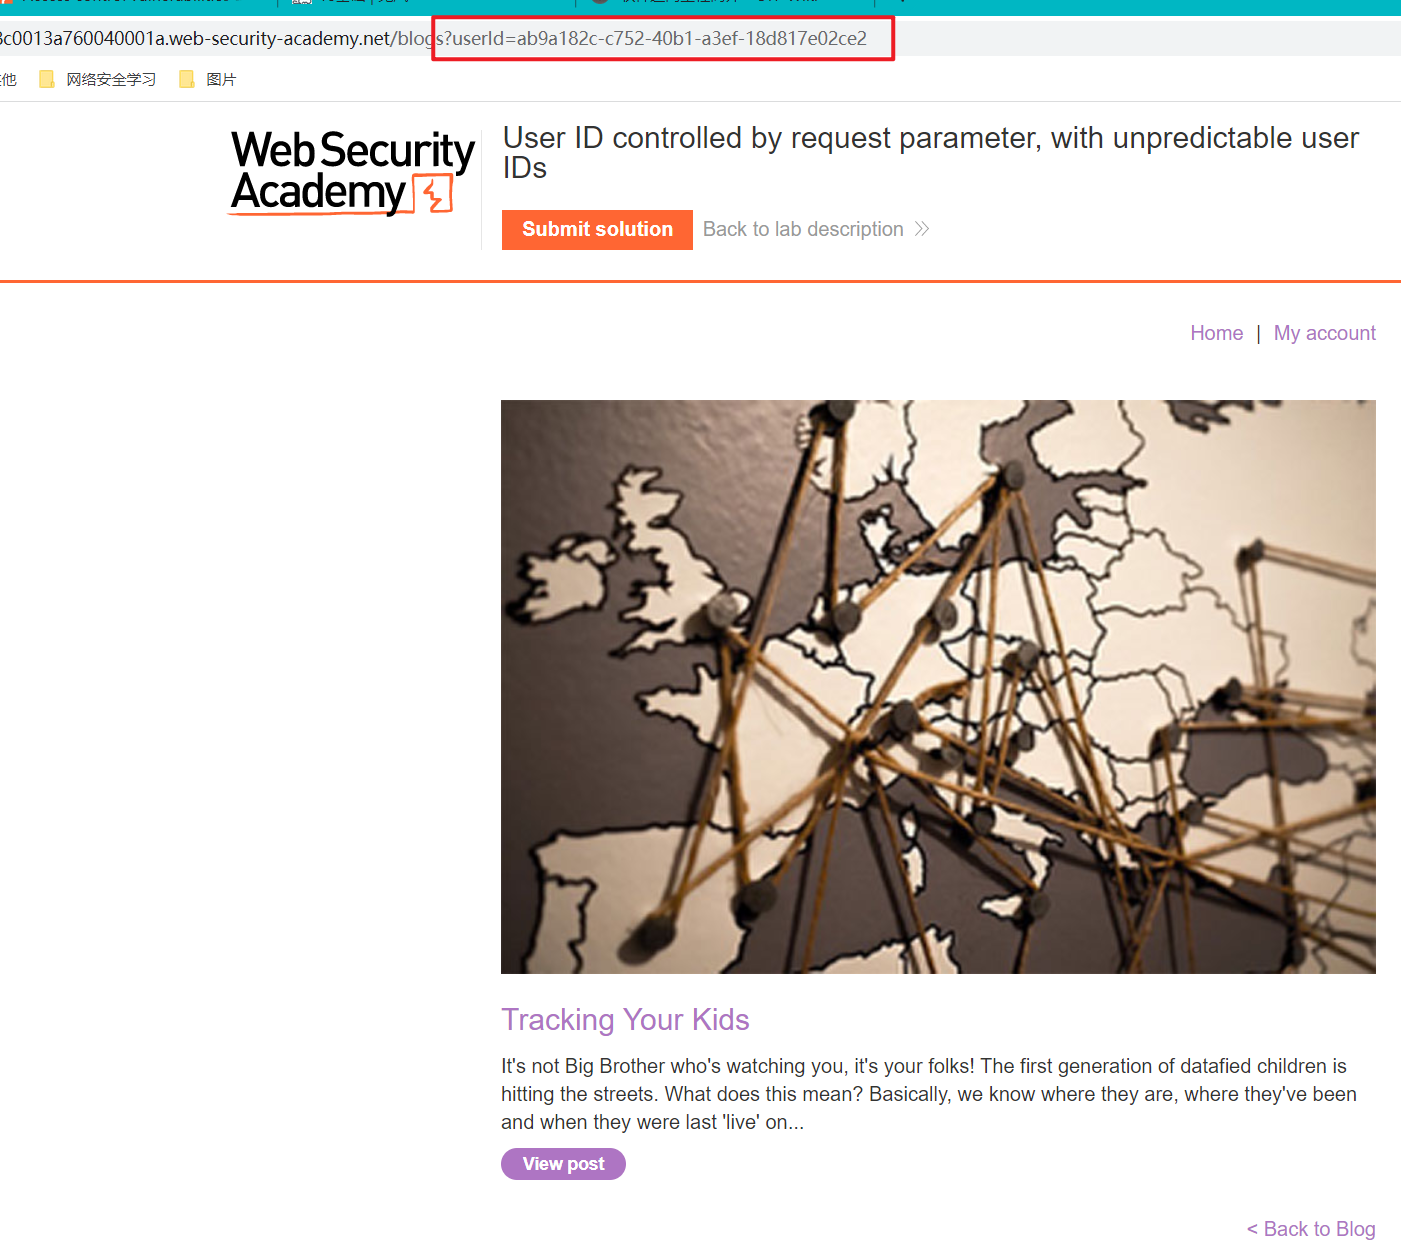 3c0013a760040001a.web-security-academy.net/blogs?userId=ab9a182c-c752-40b1-a3ef-18d817e02ce2
他
网络安全学习
图片
Web Security
Academy
User ID controlled by request parameter, with unpredictable user
IDs
Submit solution
Back to lab description
Home | My account
Tracking Your Kids
It's not Big Brother who's watching you, it's your folks! The first generation of datafied children is
hitting the streets. What does this mean? Basically, we know where they are, where they've been
and when they were last 'live' on...
View post
< Back to Blog